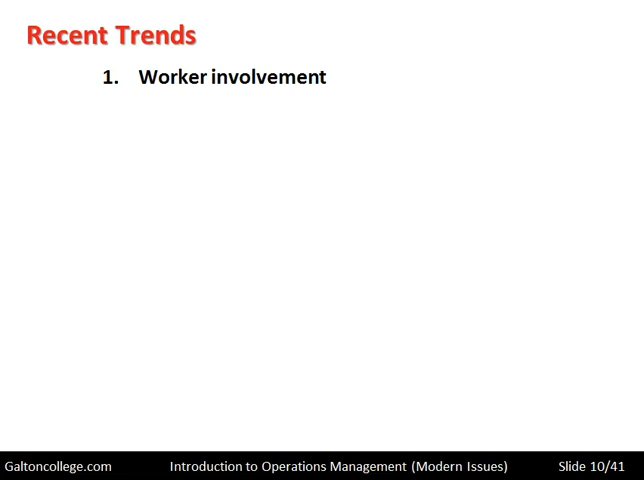 Recent Trends
1. Worker involvement
Galtoncollege.com Introduction to Operations Management (Modern Issues) Slide 10/41